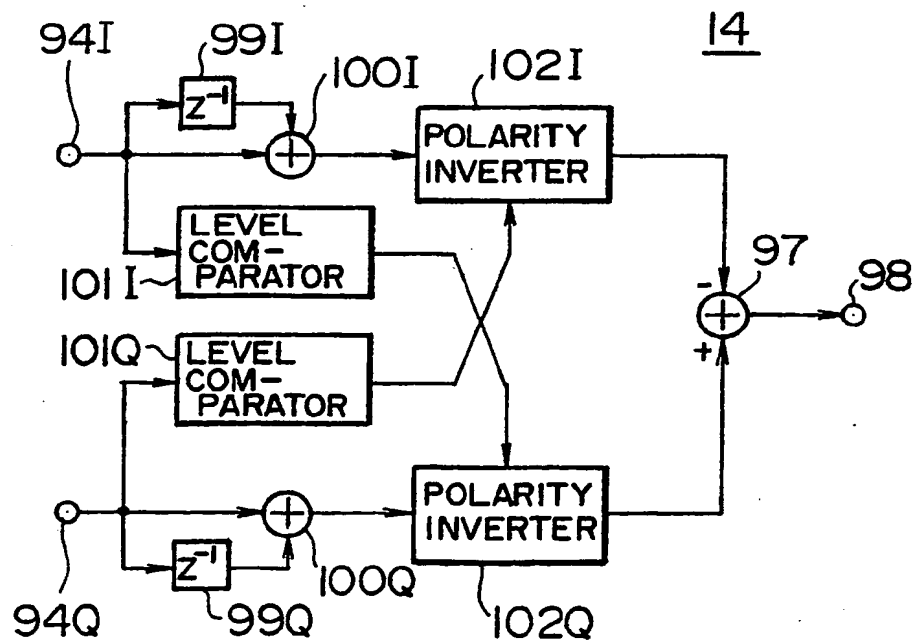 94I
99I
100I
102I
14
Z⁻¹
POLARITY
INVERTER
LEVEL
COM-
PARATOR
101I
-
97
98
+
101Q
LEVEL
COM-
PARATOR
POLARITY
INVERTER
Z⁻¹
94Q
99Q
100Q
102Q